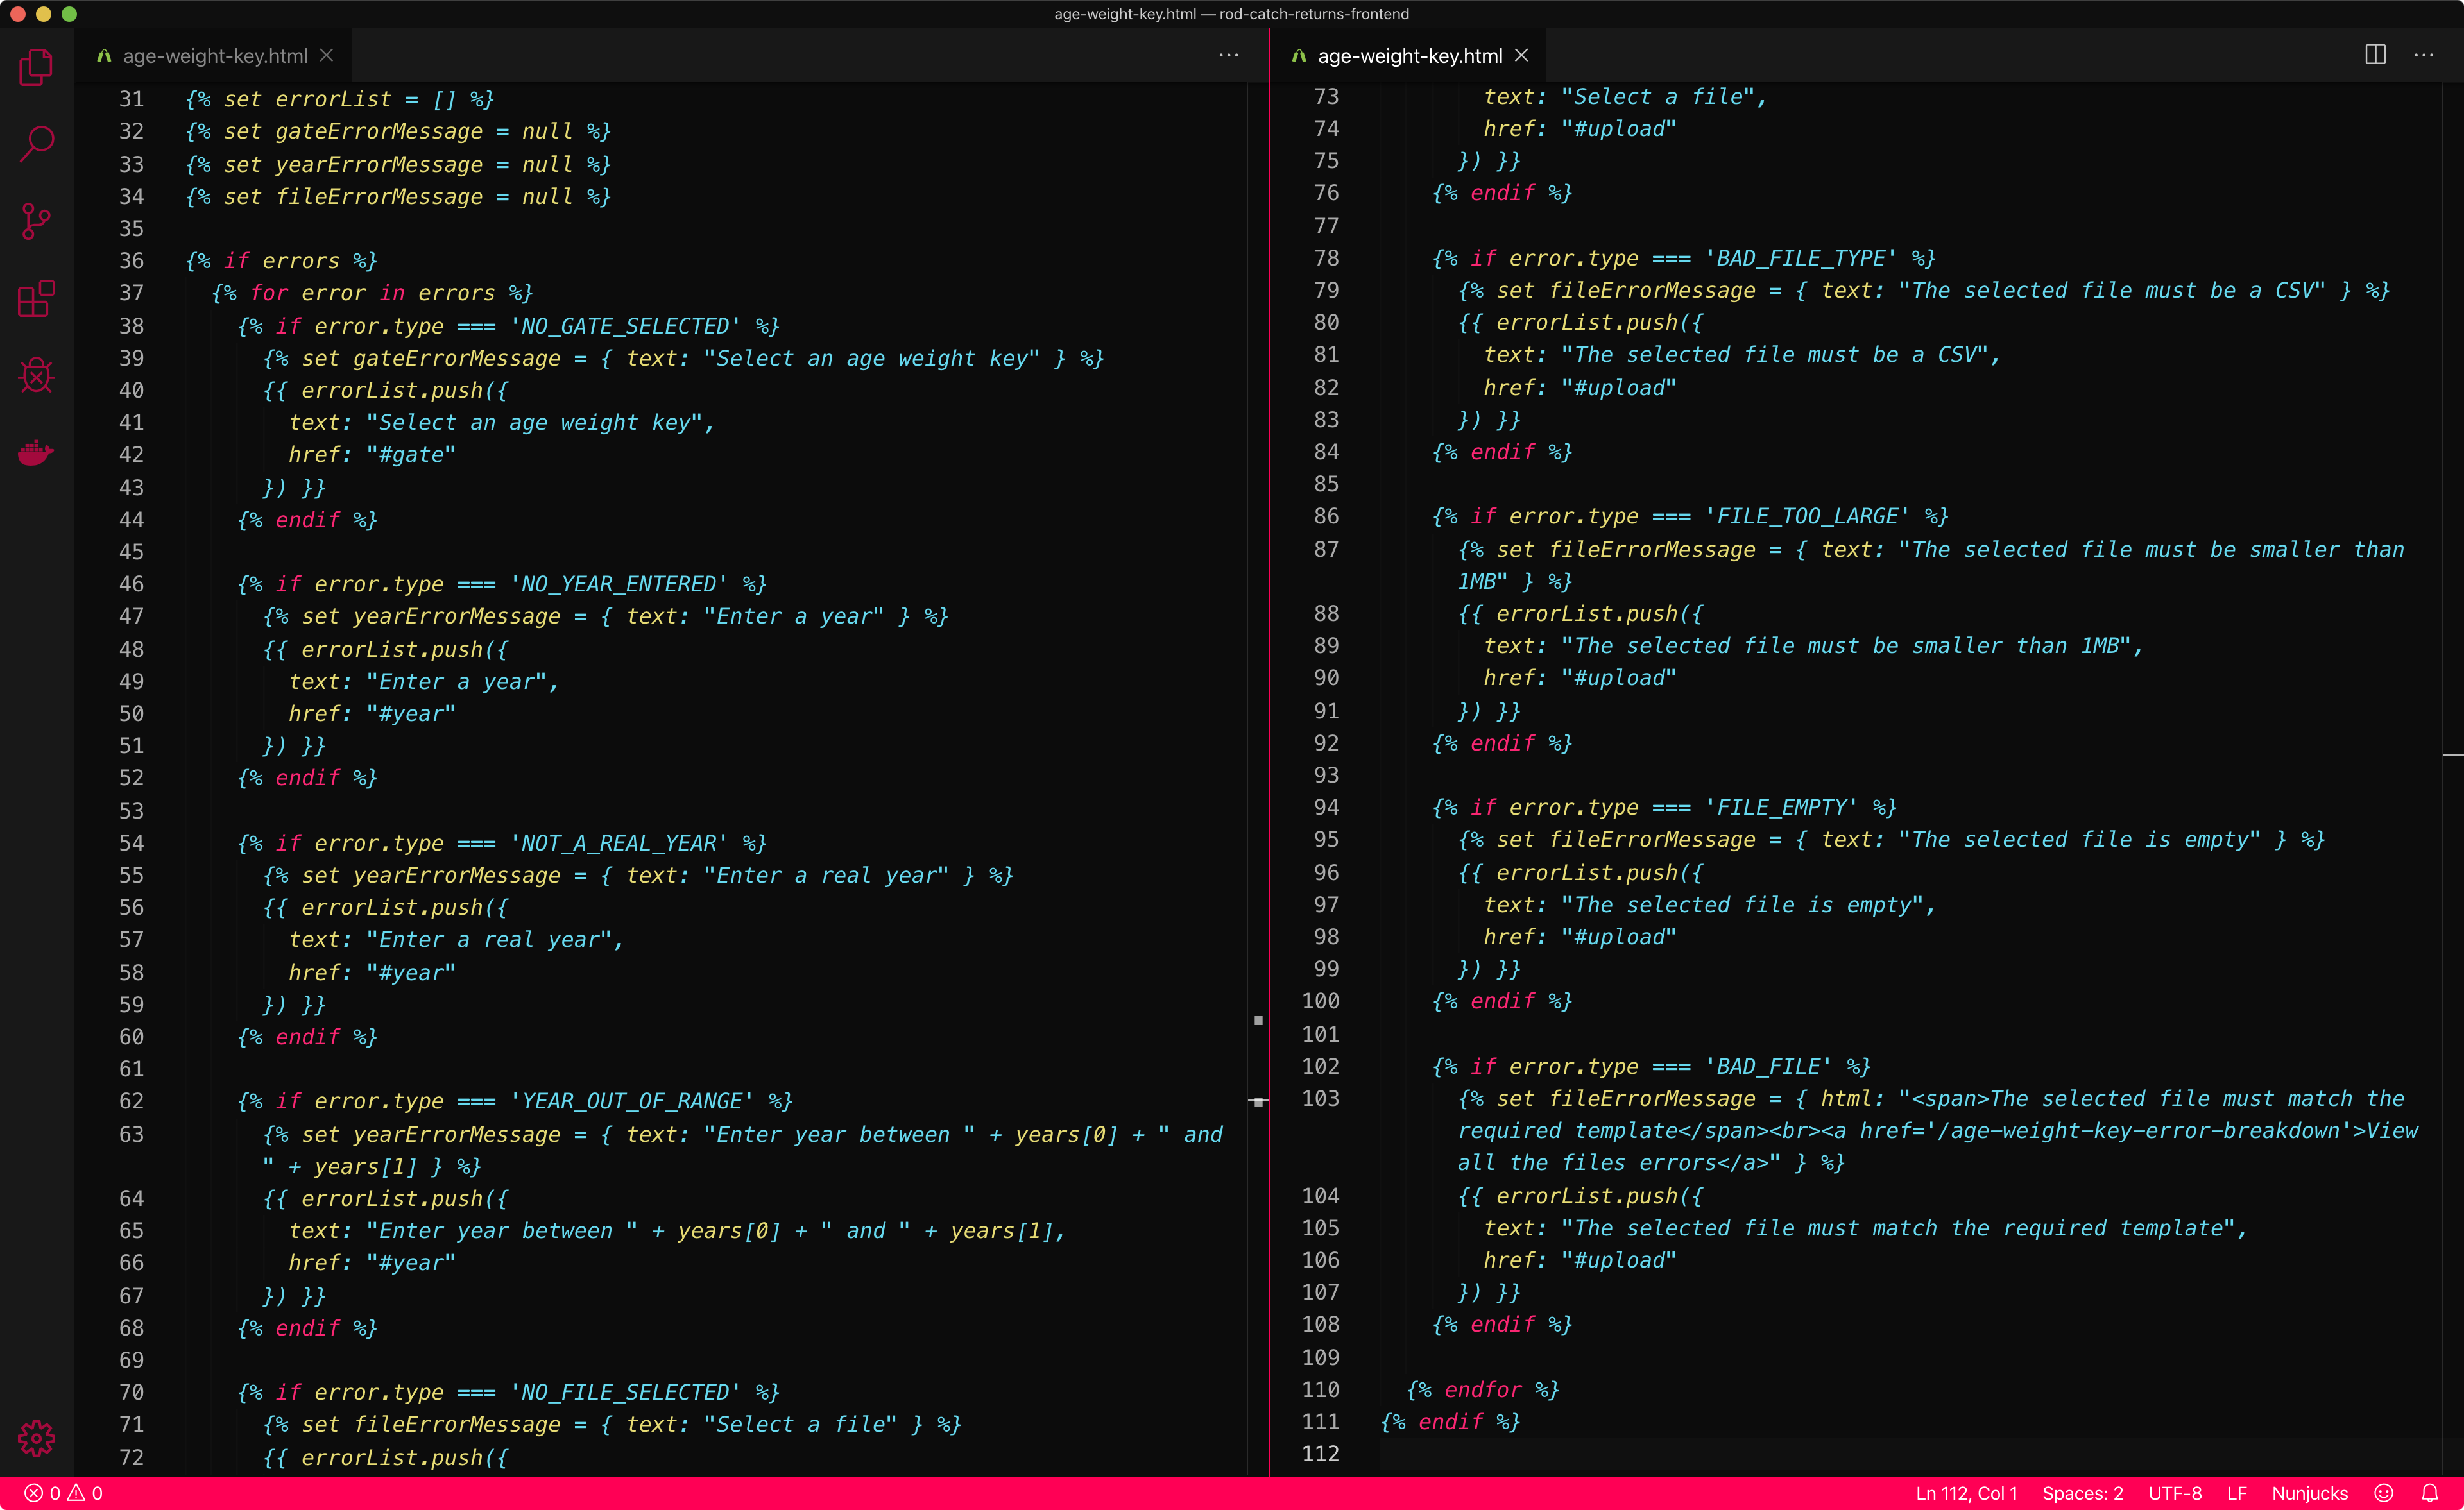 age-weight-key.html — rod-catch-returns-frontend
age-weight-key.html
31 {% set errorList = [] %}
32 {% set gateErrorMessage = null %}
33 {% set yearErrorMessage = null %}
34 {% set fileErrorMessage = null %}
35
36 {% if errors %}
37 {% for error in errors %}
38 {% if error.type === 'NO_GATE_SELECTED' %}
39 {% set gateErrorMessage = { text: "Select an age weight key" } %}
40 {{ errorList.push({
41 text: "Select an age weight key",
42 href: "#gate"
43 }) }}
44 {% endif %}
45
46 {% if error.type === 'NO_YEAR_ENTERED' %}
47 {% set yearErrorMessage = { text: "Enter a year" } %}
48 {{ errorList.push({
49 text: "Enter a year",
50 href: "#year"
51 }) }}
52 {% endif %}
53
54 {% if error.type === 'NOT_A_REAL_YEAR' %}
55 {% set yearErrorMessage = { text: "Enter a real year" } %}
56 {{ errorList.push({
57 text: "Enter a real year",
58 href: "#year"
59 }) }}
60 {% endif %}
61
62 {% if error.type === 'YEAR_OUT_OF_RANGE' %}
63 {% set yearErrorMessage = { text: "Enter year between " + years[0] + " and
" + years[1] } %}
64 {{ errorList.push({
65 text: "Enter year between " + years[0] + " and " + years[1],
66 href: "#year"
67 }) }}
68 {% endif %}
69
70 {% if error.type === 'NO_FILE_SELECTED' %}
71 {% set fileErrorMessage = { text: "Select a file" } %}
72 {{ errorList.push({
age-weight-key.html
73 text: "Select a file",
74 href: "#upload"
75 }) }}
76 {% endif %}
77
78 {% if error.type === 'BAD_FILE_TYPE' %}
79 {% set fileErrorMessage = { text: "The selected file must be a CSV" } %}
80 {{ errorList.push({
81 text: "The selected file must be a CSV",
82 href: "#upload"
83 }) }}
84 {% endif %}
85
86 {% if error.type === 'FILE_TOO_LARGE' %}
87 {% set fileErrorMessage = { text: "The selected file must be smaller than
1MB" } %}
88 {{ errorList.push({
89 text: "The selected file must be smaller than 1MB",
90 href: "#upload"
91 }) }}
92 {% endif %}
93
94 {% if error.type === 'FILE_EMPTY' %}
95 {% set fileErrorMessage = { text: "The selected file is empty" } %}
96 {{ errorList.push({
97 text: "The selected file is empty",
98 href: "#upload"
99 }) }}
100 {% endif %}
101
102 {% if error.type === 'BAD_FILE' %}
103 {% set fileErrorMessage = { html: "<span>The selected file must match the
required template</span><br><a href='/age-weight-key-error-breakdown'>View
all the files errors</a>" } %}
104 {{ errorList.push({
105 text: "The selected file must match the required template",
106 href: "#upload"
107 }) }}
108 {% endif %}
109
110 {% endfor %}
111 {% endif %}
112
0 0 Ln 112, Col 1 Spaces: 2 UTF-8 LF Nunjucks